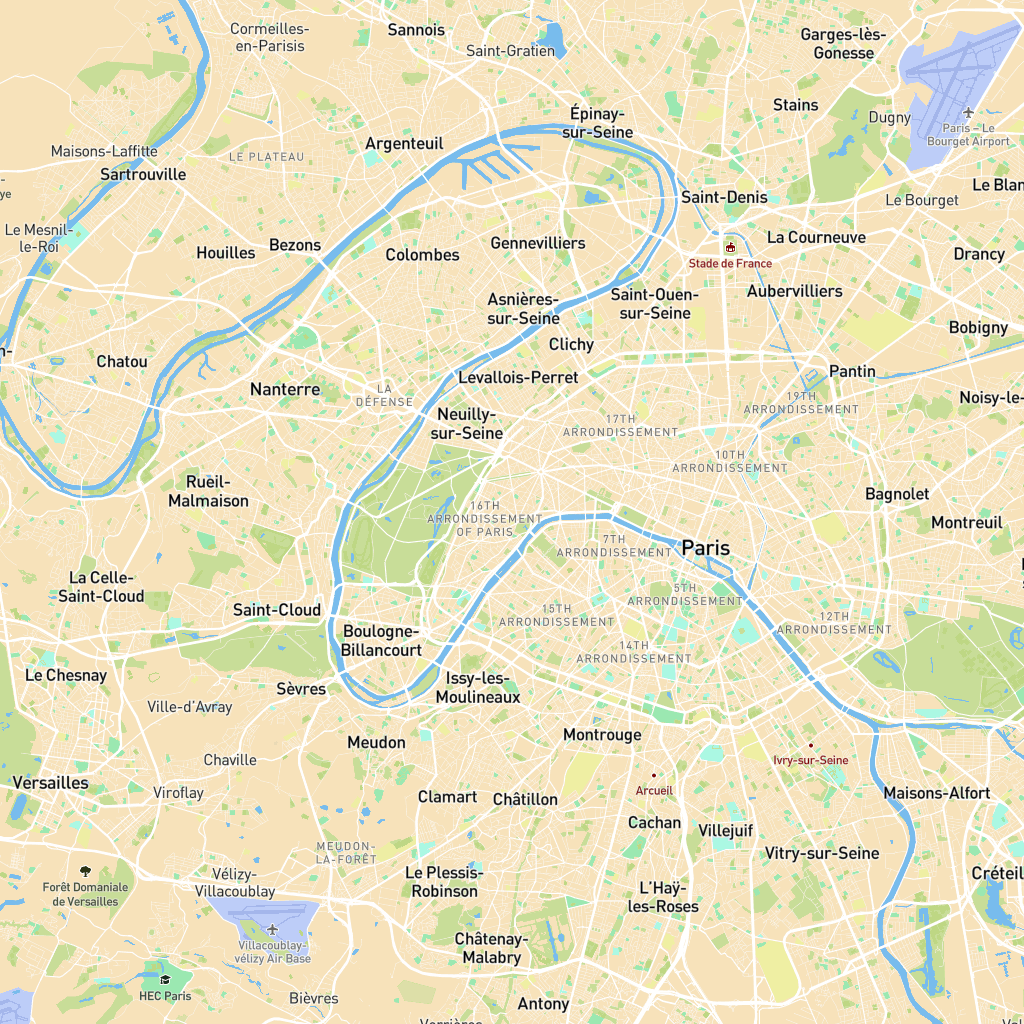 Sannois
Cormeilles-
en-Parisis
Saint-Gratien
Garges-lès-
Gonesse
Stains
Épinay-
sur-Seine
Dugny
Paris – Le
Bourget Airport
Argenteuil
Maisons-Laffitte
LE PLATEAU
Sartrouville
Le Blan
Saint-Denis
Le Bourget
Le Mesnil-
le-Roi
Houilles
Bezons
Colombes
Gennevilliers
La Courneuve
Stade de France
Drancy
Aubervilliers
Saint-Ouen-
sur-Seine
Asnières-
sur-Seine
Bobigny
Clichy
Chatou
Pantin
Levallois-Perret
Nanterre
LA
DÉFENSE
Noisy-le-
19TH
ARRONDISSEMENT
Neuilly-
sur-Seine
17TH
ARRONDISSEMENT
10TH
ARRONDISSEMENT
Rueil-
Malmaison
Bagnolet
16TH
ARRONDISSEMENT
OF PARIS
Montreuil
7TH
ARRONDISSEMENT
Paris
La Celle-
Saint-Cloud
5TH
ARRONDISSEMENT
Saint-Cloud
15TH
ARRONDISSEMENT
12TH
ARRONDISSEMENT
Boulogne-
Billancourt
14TH
ARRONDISSEMENT
Le Chesnay
Sèvres
Issy-les-
Moulineaux
Ville-d’Avray
Meudon
Montrouge
Chaville
Ivry-sur-Seine
Versailles
Viroflay
Clamart
Châtillon
Arcueil
Maisons-Alfort
Cachan
Villejuif
MEUDON-
LA-FORÊT
Vitry-sur-Seine
Forêt Domaniale
de Versailles
Vélizy-
Villacoublay
Le Plessis-
Robinson
L’Haÿ-
les-Roses
Créteil
Villacoublay-
vélizy Air Base
Châtenay-
Malabry
HEC Paris
Bièvres
Antony